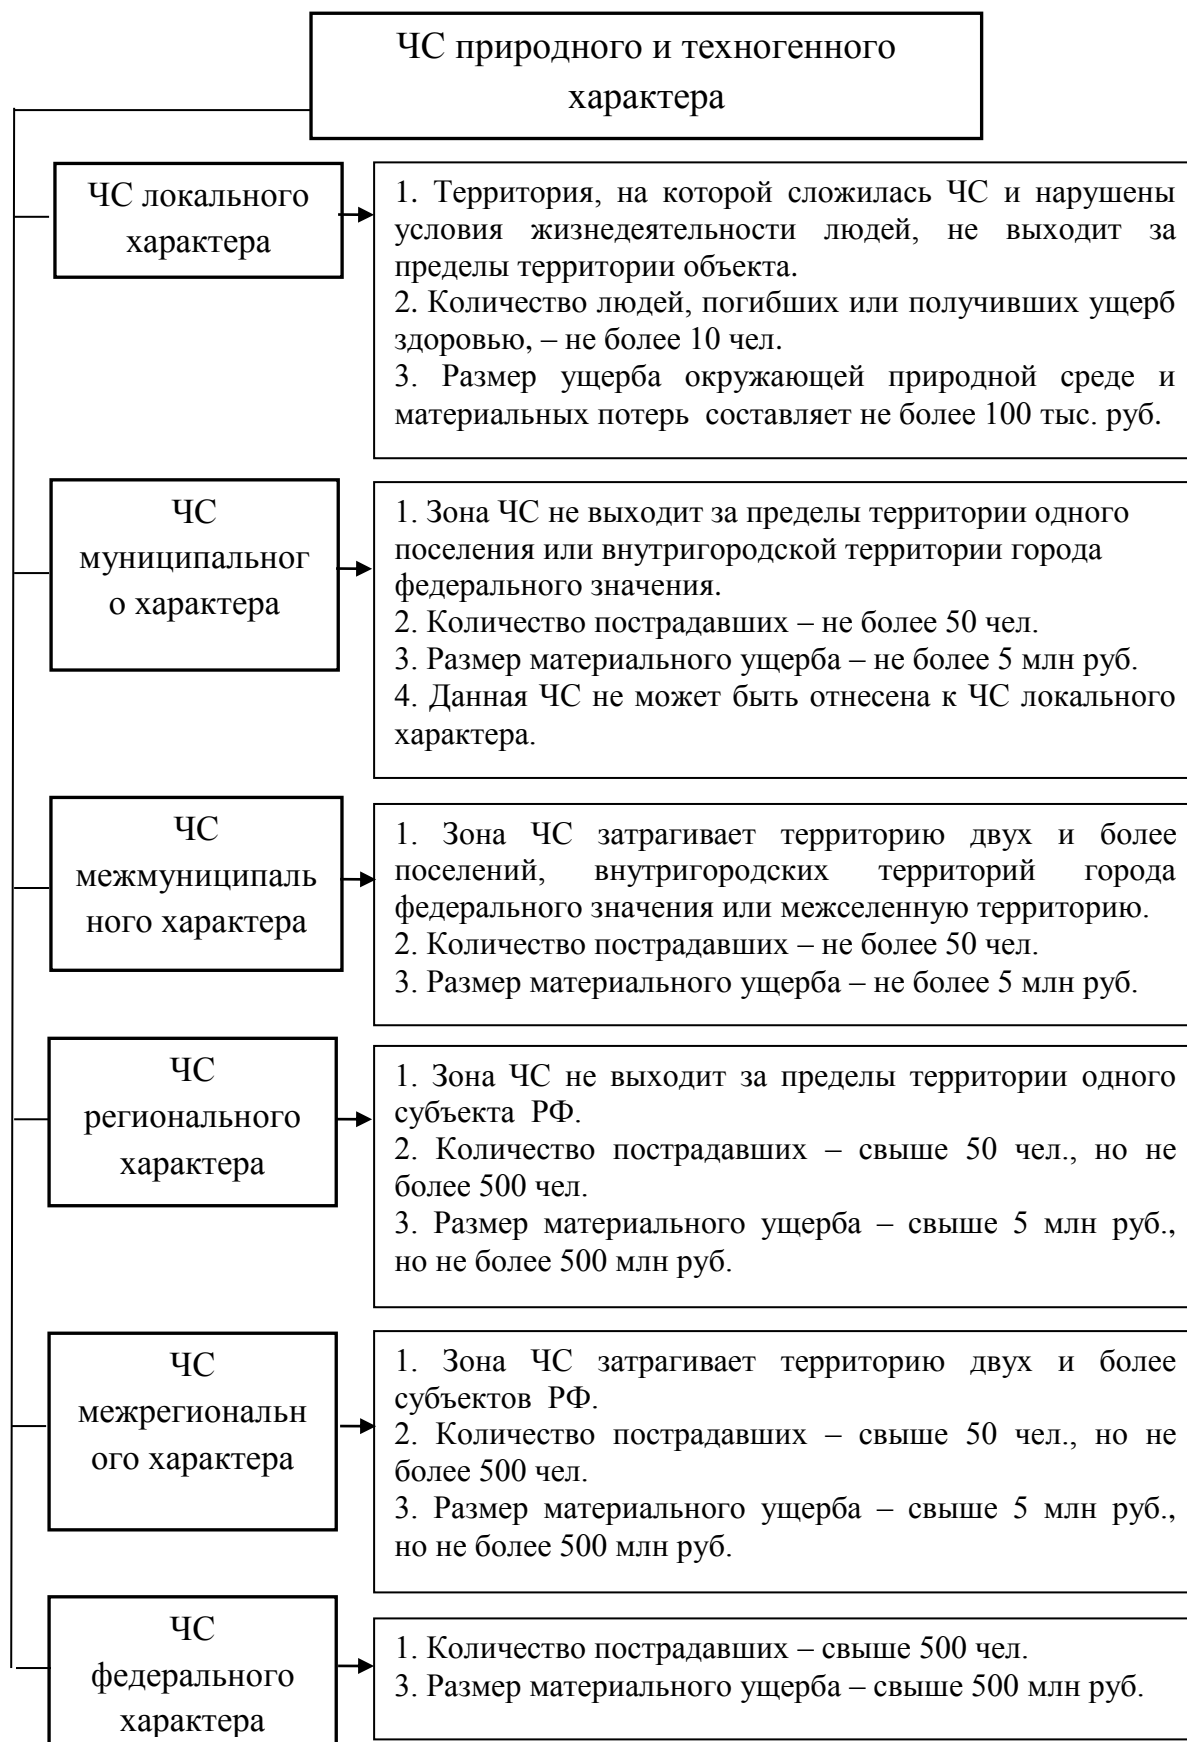 ЧС природного и техногенного
характера
ЧС локального
характера
1. Территория, на которой сложилась ЧС и нарушены
условия жизнедеятельности людей, не выходит за
пределы территории объекта.
2. Количество людей, погибших или получивших ущерб
здоровью, – не более 10 чел.
3. Размер ущерба окружающей природной среде и
материальных потерь составляет не более 100 тыс. руб.
ЧС
муниципальног
о характера
1. Зона ЧС не выходит за пределы территории одного
поселения или внутригородской территории города
федерального значения.
2. Количество пострадавших – не более 50 чел.
3. Размер материального ущерба – не более 5 млн руб.
4. Данная ЧС не может быть отнесена к ЧС локального
характера.
ЧС
межмуниципаль
ного характера
1. Зона ЧС затрагивает территорию двух и более
поселений, внутригородских территорий города
федерального значения или межселенную территорию.
2. Количество пострадавших – не более 50 чел.
3. Размер материального ущерба – не более 5 млн руб.
ЧС
регионального
характера
1. Зона ЧС не выходит за пределы территории одного
субъекта РФ.
2. Количество пострадавших – свыше 50 чел., но не
более 500 чел.
3. Размер материального ущерба – свыше 5 млн руб.,
но не более 500 млн руб.
ЧС
межрегиональн
ого характера
1. Зона ЧС затрагивает территорию двух и более
субъектов РФ.
2. Количество пострадавших – свыше 50 чел., но не
более 500 чел.
3. Размер материального ущерба – свыше 5 млн руб.,
но не более 500 млн руб.
ЧС
федерального
характера
1. Количество пострадавших – свыше 500 чел.
3. Размер материального ущерба – свыше 500 млн руб.